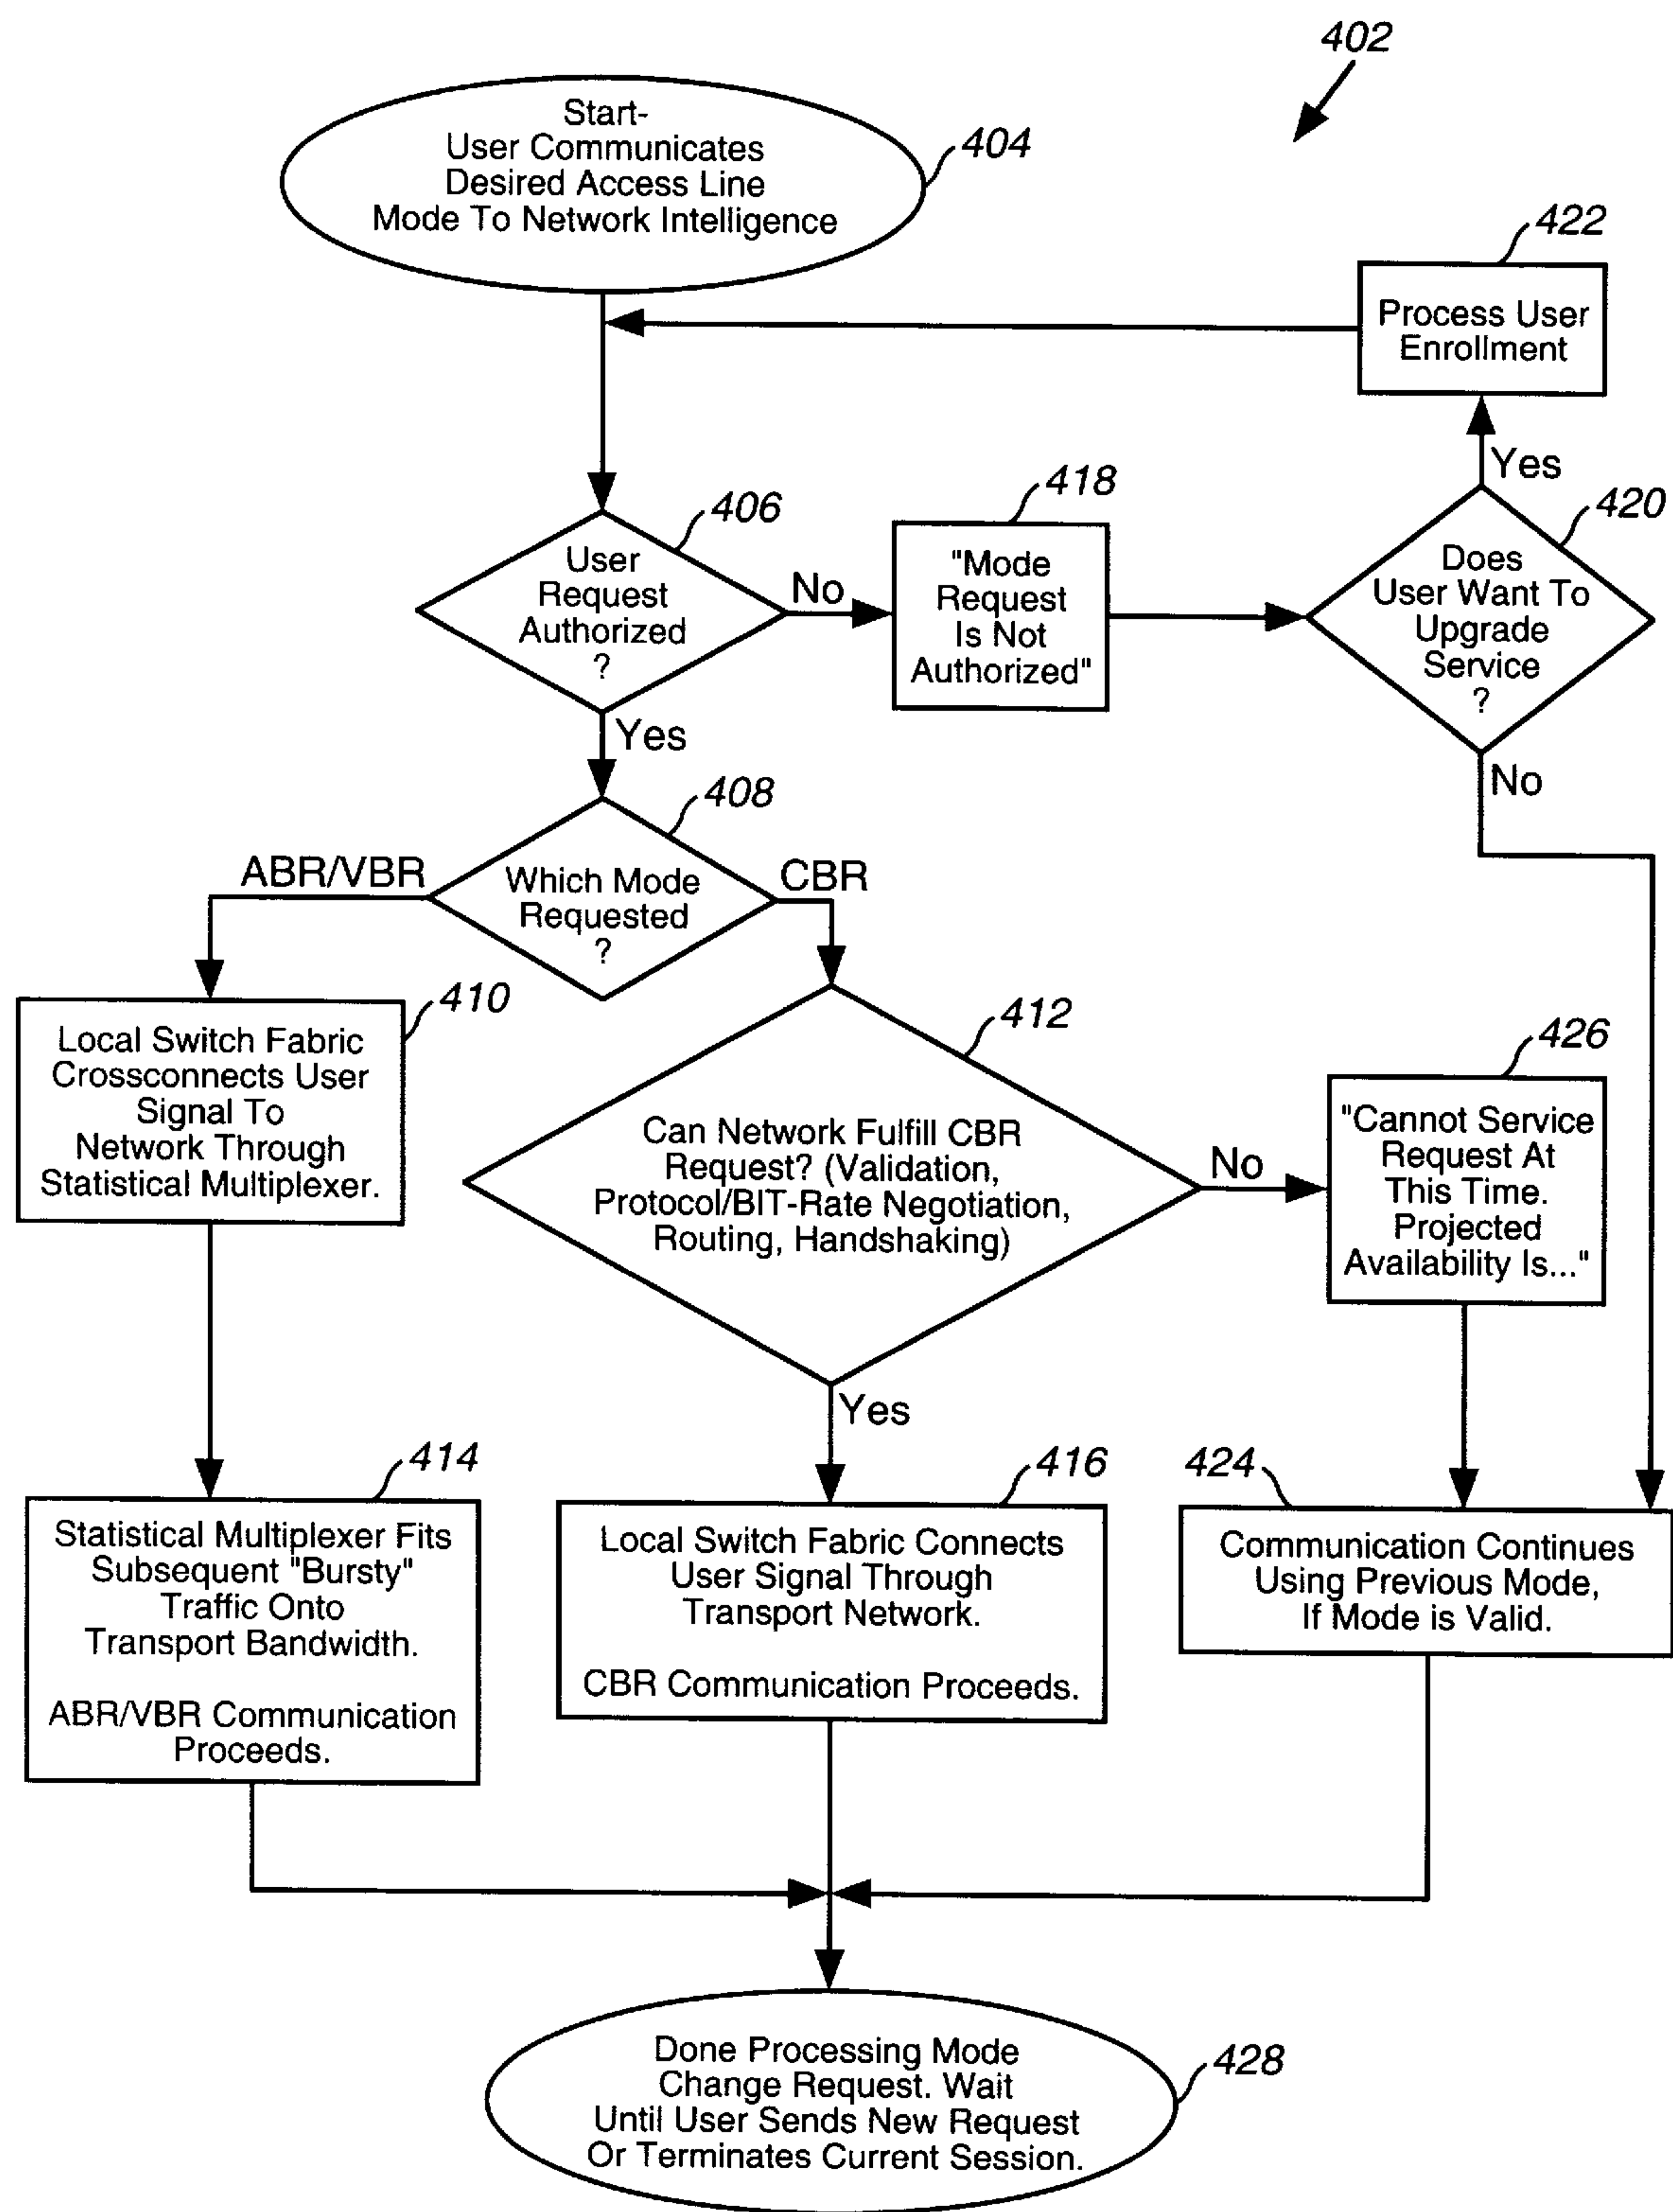 402
Start-
User Communicates
Desired Access Line
Mode To Network Intelligence
404
422
Process User
Enrollment
Yes
406
User
Request
Authorized
?
No
418
"Mode
Request
Is Not
Authorized"
420
Does
User Want To
Upgrade
Service
?
Yes
No
408
ABR/VBR
Which Mode
Requested
?
CBR
410
Local Switch Fabric
Crossconnects User
Signal To
Network Through
Statistical Multiplexer.
412
Can Network Fulfill CBR
Request? (Validation,
Protocol/BIT-Rate Negotiation,
Routing, Handshaking)
No
426
"Cannot Service
Request At
This Time.
Projected
Availability Is..."
Yes
414
Statistical Multiplexer Fits
Subsequent "Bursty"
Traffic Onto
Transport Bandwidth.
ABR/VBR Communication
Proceeds.
416
Local Switch Fabric Connects
User Signal Through
Transport Network.
CBR Communication Proceeds.
424
Communication Continues
Using Previous Mode,
If Mode is Valid.
Done Processing Mode
Change Request. Wait
Until User Sends New Request
Or Terminates Current Session.
428